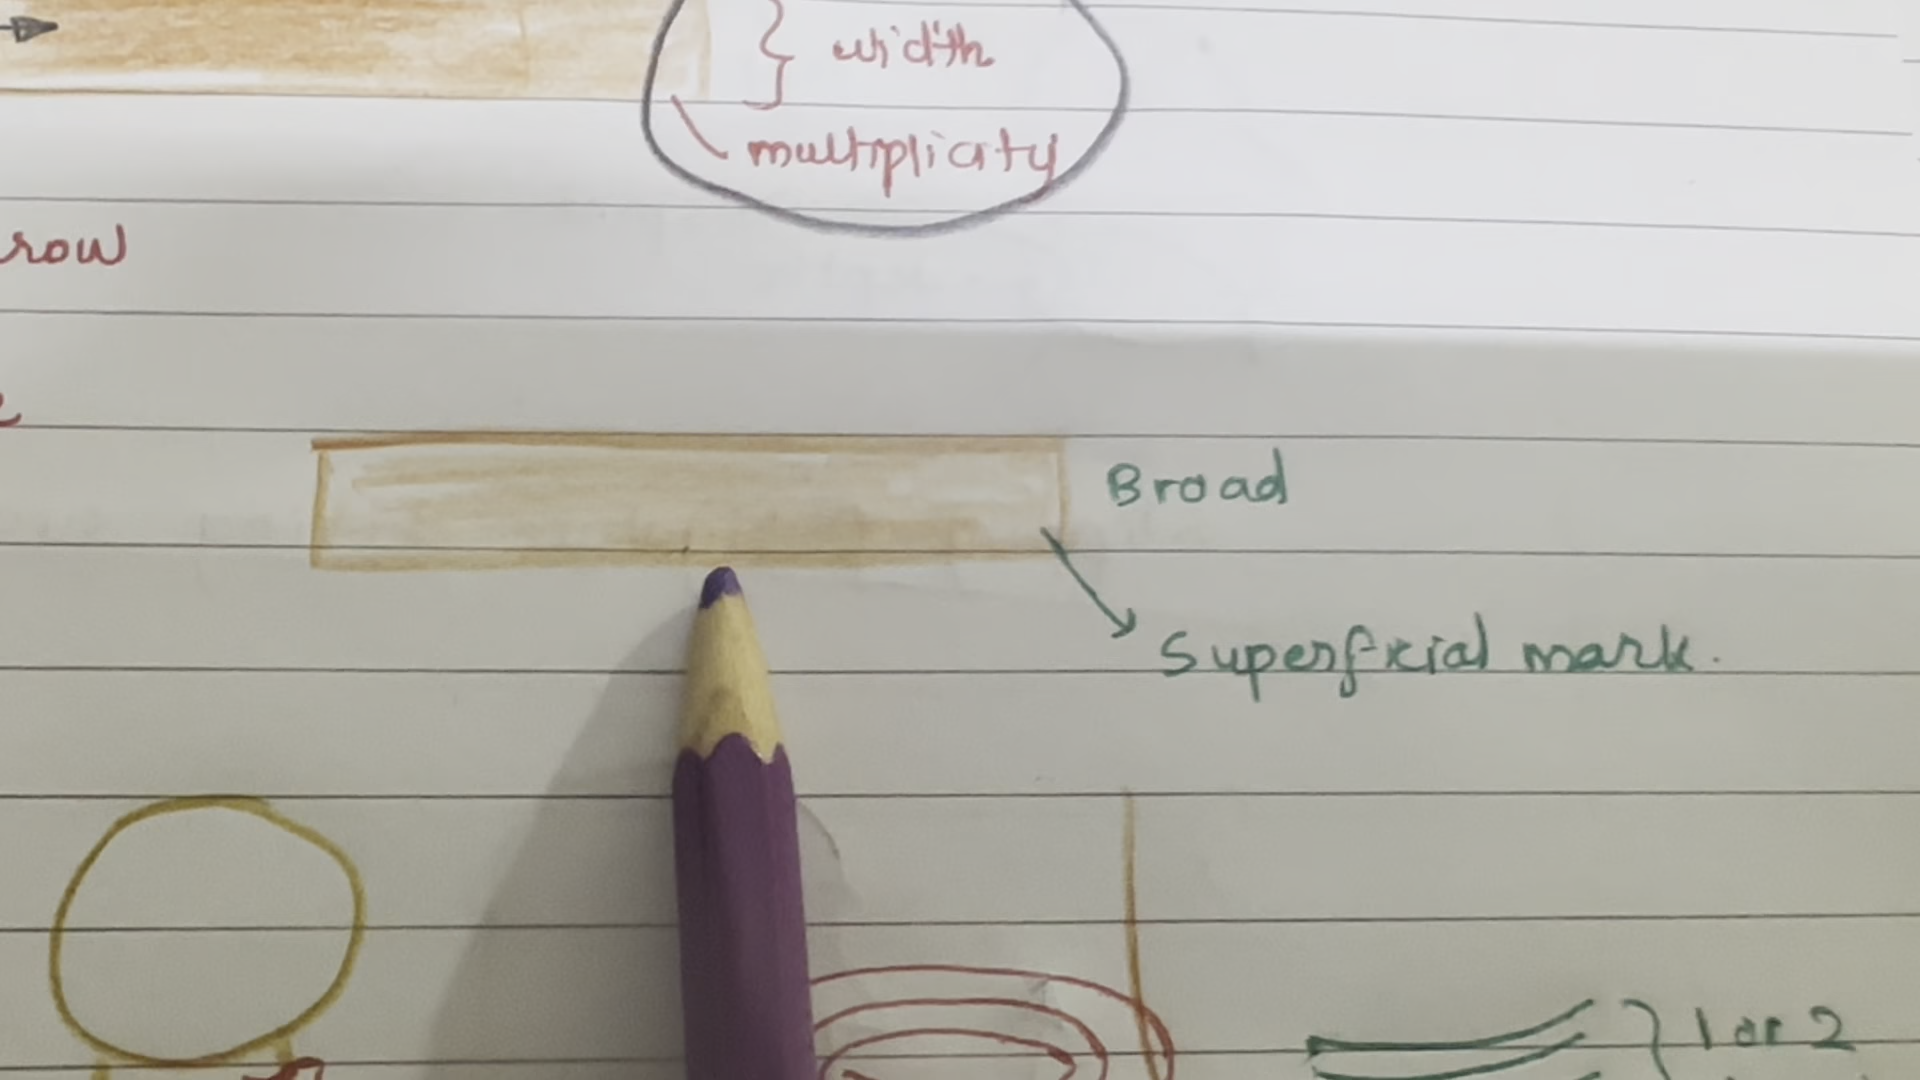 } width
multiplicity
row
Broad
Superficial mark.
} 1 or 2